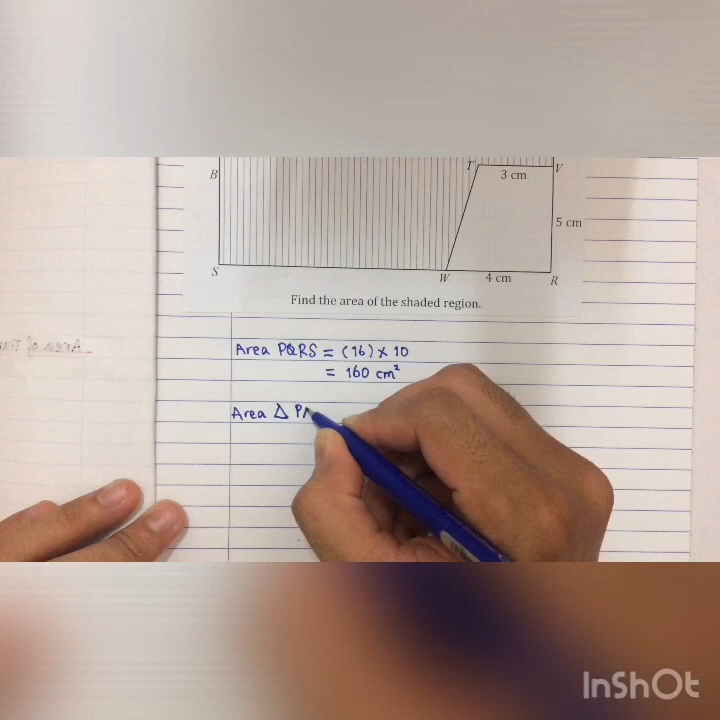 T V
B 3 cm
5 cm
S W 4 cm R
Find the area of the shaded region.
Area PQRS = (16) × 10
= 160 cm²
Area △ PA
InShOt